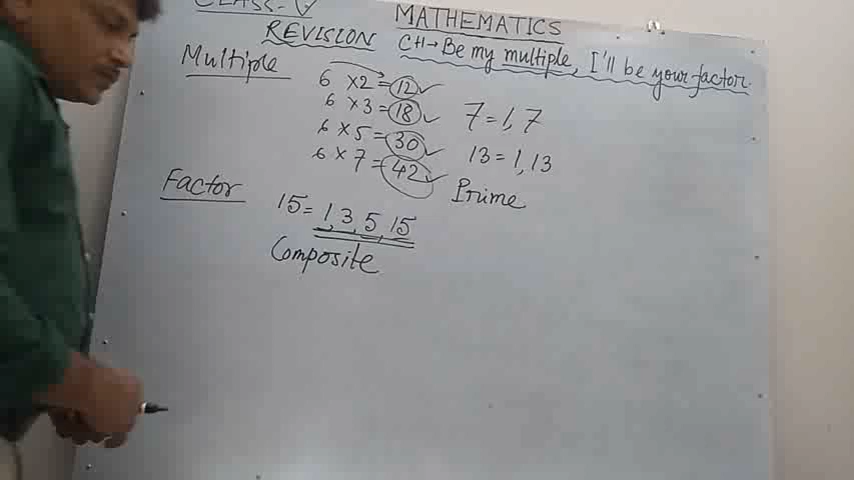 CLASS-V MATHEMATICS
REVISION CH→Be my multiple, I'll be your factor.
Multiple
6 ×2=12✓
6 ×3=18✓
6 ×5=30✓
6 ×7=42✓
7=1,7
13=1,13
Prime
Factor
15=1,3,5,15
Composite